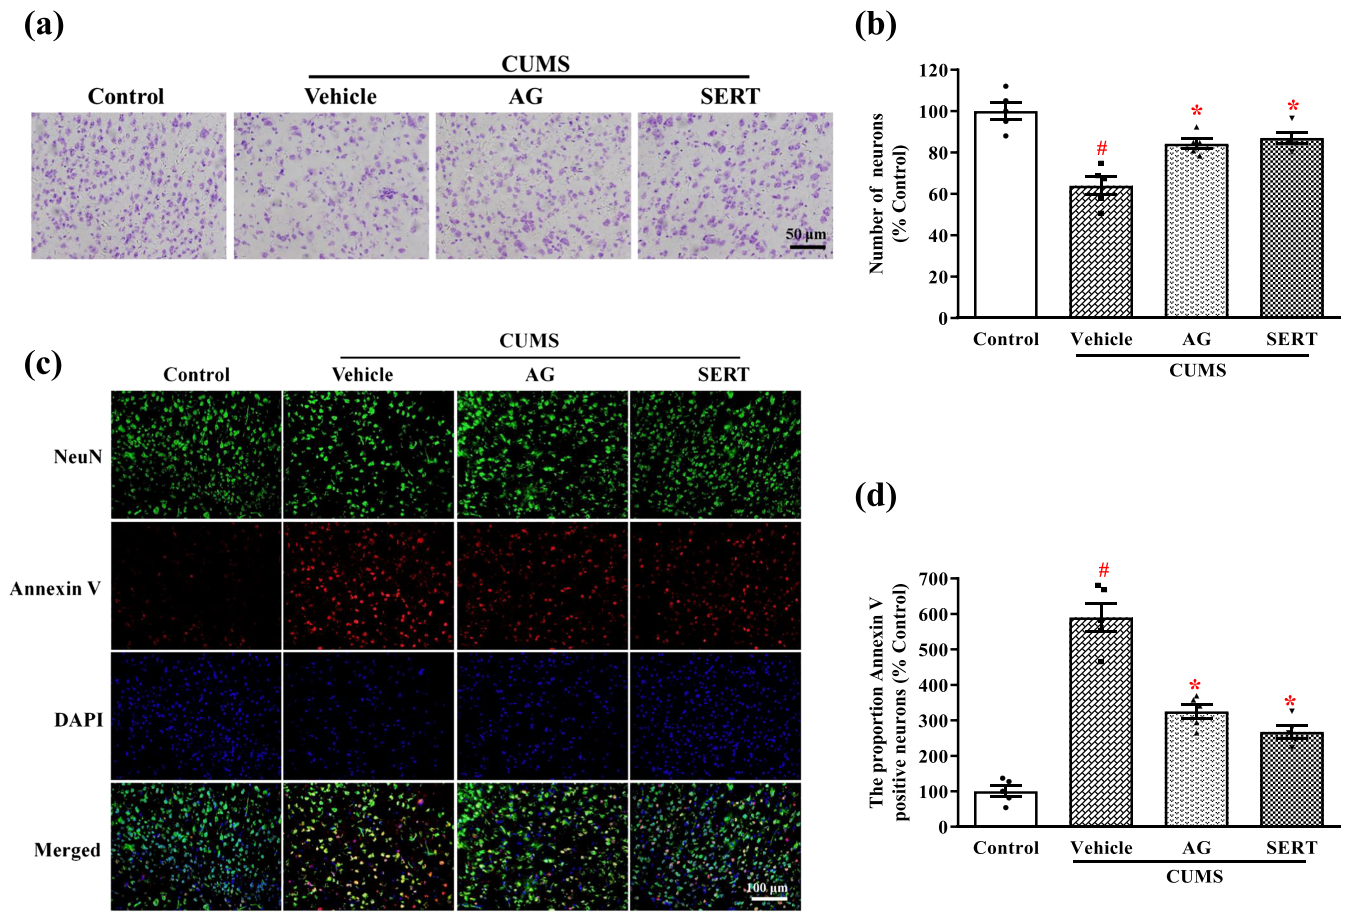 (a)
CUMS
Control Vehicle AG SERT
50 μm
(b)
Number of neurons
(% Control)
120
100
80
60
40
20
0
#
*
*
Control Vehicle AG SERT
CUMS
(c)
CUMS
Control Vehicle AG SERT
NeuN
Annexin V
DAPI
Merged
100 μm
(d)
The proportion Annexin V
positive neurons (% Control)
700
600
500
400
300
200
100
0
#
*
*
Control Vehicle AG SERT
CUMS